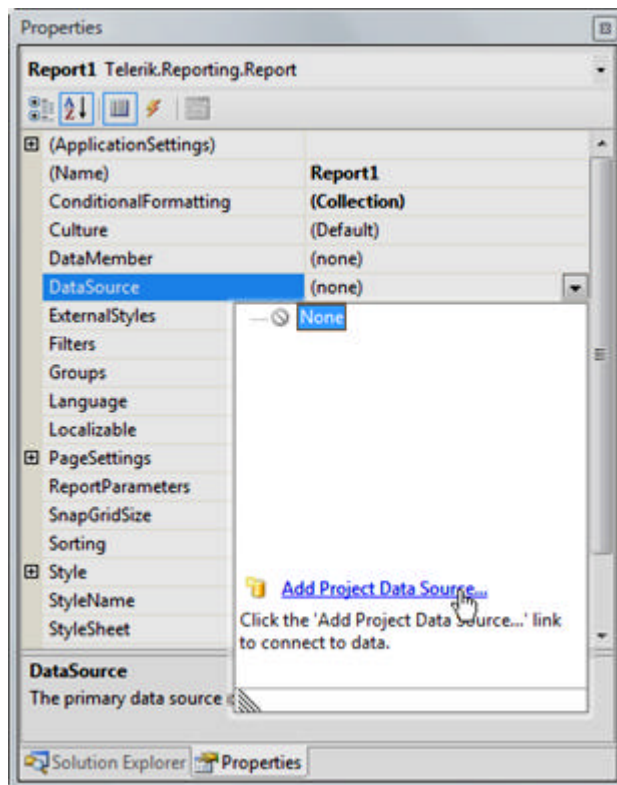 Properties
Report1 Telerik.Reporting.Report
(ApplicationSettings)
(Name) Report1
ConditionalFormatting (Collection)
Culture (Default)
DataMember (none)
DataSource (none)
ExternalStyles
None
Filters
Groups
Language
Localizable
PageSettings
ReportParameters
SnapGridSize
Sorting
Style
Add Project Data Source...
StyleName
Click the 'Add Project Data Source...' link
StyleSheet
to connect to data.
DataSource
The primary data source
Solution Explorer Properties